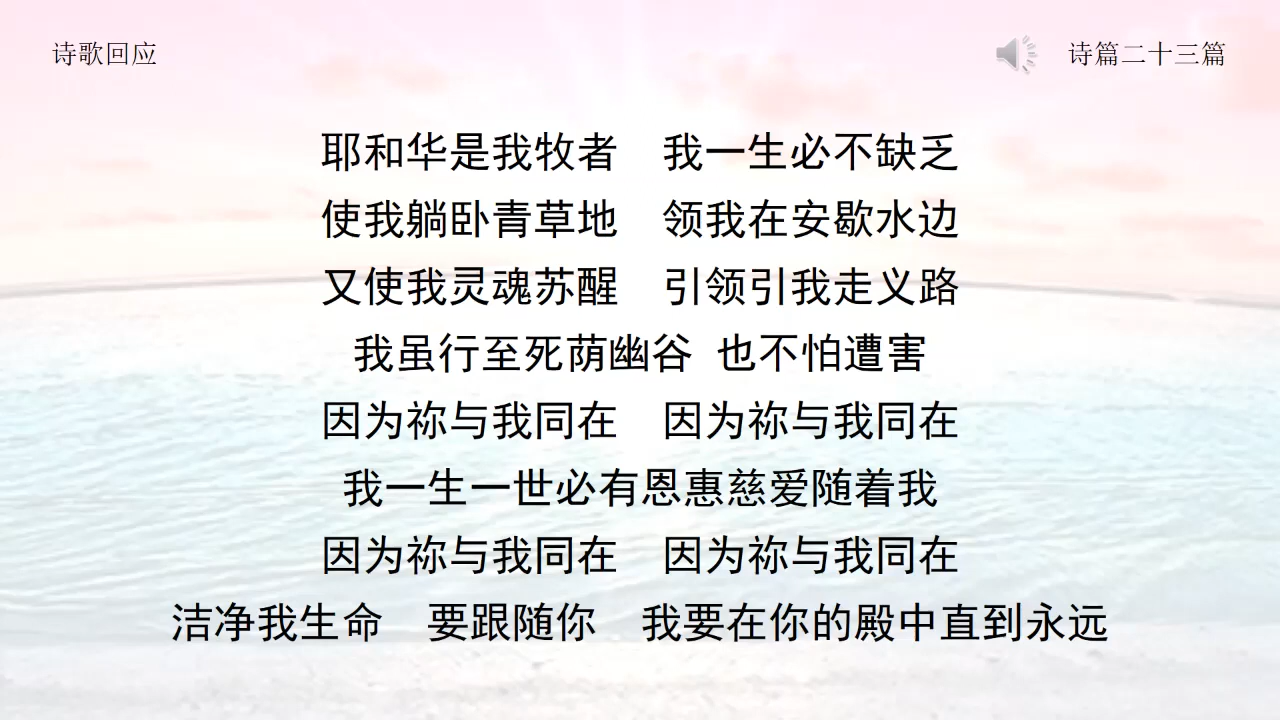 诗歌回应
诗篇二十三篇
耶和华是我牧者 我一生必不缺乏
使我躺卧青草地 领我在安歇水边
又使我灵魂苏醒 引领引我走义路
我虽行至死荫幽谷 也不怕遭害
因为祢与我同在 因为祢与我同在
我一生一世必有恩惠慈爱随着我
因为祢与我同在 因为祢与我同在
洁净我生命 要跟随你 我要在你的殿中直到永远